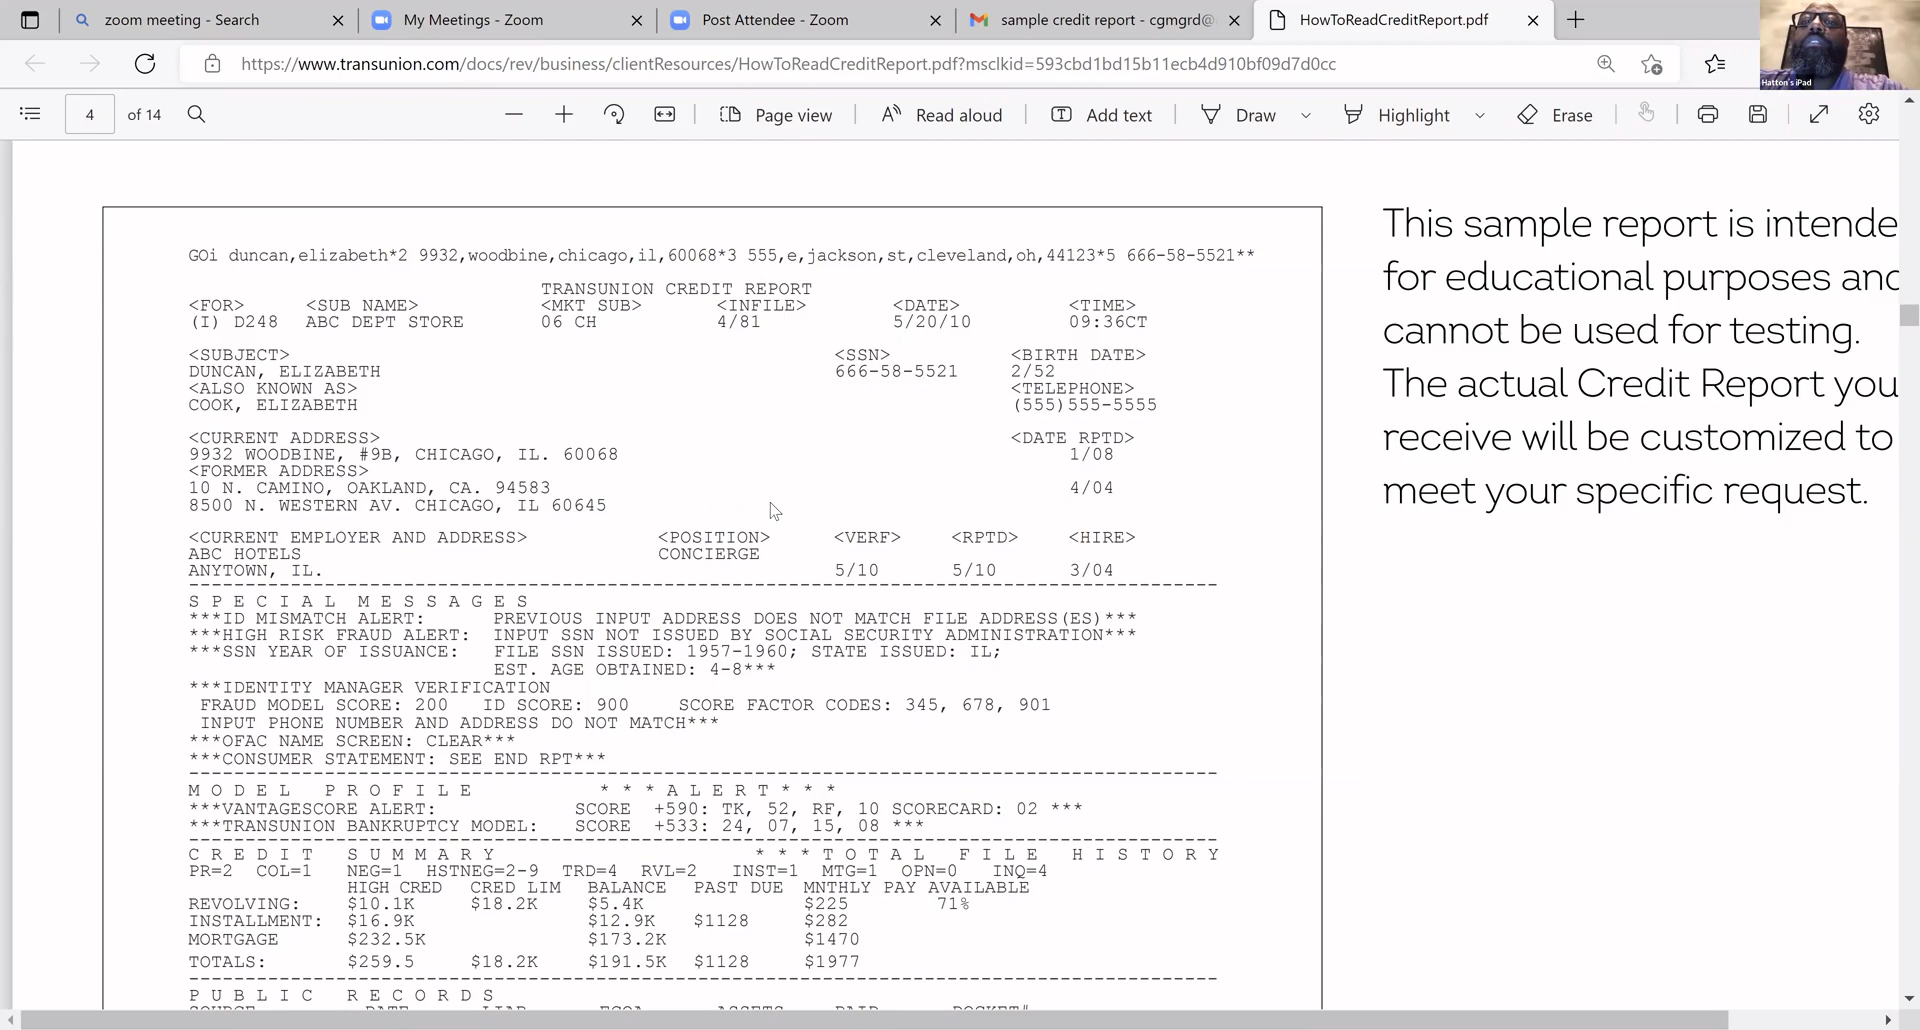 zoom meeting - Search
My Meetings - Zoom
Post Attendee - Zoom
sample credit report - cgmgrd@
HowToReadCreditReport.pdf
https://www.transunion.com/docs/rev/business/clientResources/HowToReadCreditReport.pdf?msclkid=593cbd1bd15b11ecb4d910bf09d7d0cc
Hatton's iPad
4 of 14
Page view
Read aloud
Add text
Draw
Highlight
Erase
GOi duncan,elizabeth*2 9932,woodbine,chicago,il,60068*3 555,e,jackson,st,cleveland,oh,44123*5 666-58-5521**
TRANSUNION CREDIT REPORT
<FOR> <SUB NAME> <MKT SUB> <INFILE> <DATE> <TIME>
(I) D248 ABC DEPT STORE 06 CH 4/81 5/20/10 09:36CT
<SUBJECT> <SSN> <BIRTH DATE>
DUNCAN, ELIZABETH 666-58-5521 2/52
<ALSO KNOWN AS> <TELEPHONE>
COOK, ELIZABETH (555)555-5555
<CURRENT ADDRESS> <DATE RPTD>
9932 WOODBINE, #9B, CHICAGO, IL. 60068 1/08
<FORMER ADDRESS>
10 N. CAMINO, OAKLAND, CA. 94583 4/04
8500 N. WESTERN AV. CHICAGO, IL 60645
<CURRENT EMPLOYER AND ADDRESS> <POSITION> <VERF> <RPTD> <HIRE>
ABC HOTELS CONCIERGE
ANYTOWN, IL. 5/10 5/10 3/04
SPECIAL MESSAGES
***ID MISMATCH ALERT: PREVIOUS INPUT ADDRESS DOES NOT MATCH FILE ADDRESS(ES)***
***HIGH RISK FRAUD ALERT: INPUT SSN NOT ISSUED BY SOCIAL SECURITY ADMINISTRATION***
***SSN YEAR OF ISSUANCE: FILE SSN ISSUED: 1957-1960; STATE ISSUED: IL;
EST. AGE OBTAINED: 4-8***
***IDENTITY MANAGER VERIFICATION
FRAUD MODEL SCORE: 200 ID SCORE: 900 SCORE FACTOR CODES: 345, 678, 901
INPUT PHONE NUMBER AND ADDRESS DO NOT MATCH***
***OFAC NAME SCREEN: CLEAR***
***CONSUMER STATEMENT: SEE END RPT***
MODEL PROFILE ***ALERT***
***VANTAGESCORE ALERT: SCORE +590: TK, 52, RF, 10 SCORECARD: 02 ***
***TRANSUNION BANKRUPTCY MODEL: SCORE +533: 24, 07, 15, 08 ***
CREDIT SUMMARY ***TOTAL FILE HISTORY
PR=2 COL=1 NEG=1 HSTNEG=2-9 TRD=4 RVL=2 INST=1 MTG=1 OPN=0 INQ=4
HIGH CRED CRED LIM BALANCE PAST DUE MNTHLY PAY AVAILABLE
REVOLVING: $10.1K $18.2K $5.4K $225 71%
INSTALLMENT: $16.9K $12.9K $1128 $282
MORTGAGE $232.5K $173.2K $1470
TOTALS: $259.5 $18.2K $191.5K $1128 $1977
PUBLIC RECORDS
This sample report is intende
for educational purposes and
cannot be used for testing.
The actual Credit Report you
receive will be customized to
meet your specific request.